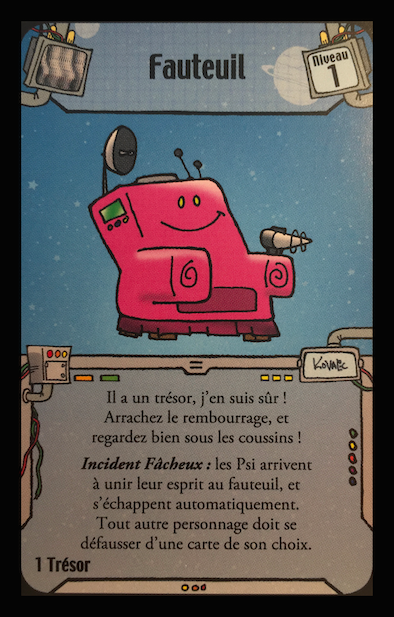 Fauteuil
Niveau
1
KOVALIC
Il a un trésor, j'en suis sûr !
Arrachez le rembourrage, et
regardez bien sous les coussins !
Incident Fâcheux : les Psi arrivent
à unir leur esprit au fauteuil, et
s'échappent automatiquement.
Tout autre personnage doit se
défausser d'une carte de son choix.
1 Trésor